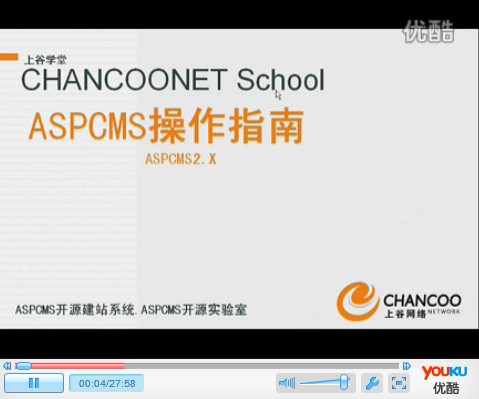 优酷
上谷学堂
CHANCOONET School
ASPCMS操作指南
ASPCMS2.X
ASPCMS开源建站系统.ASPCMS开源实验室
CHANCOO
上谷网络 NETWORK
00:04/27:58
YOUKU
优酷